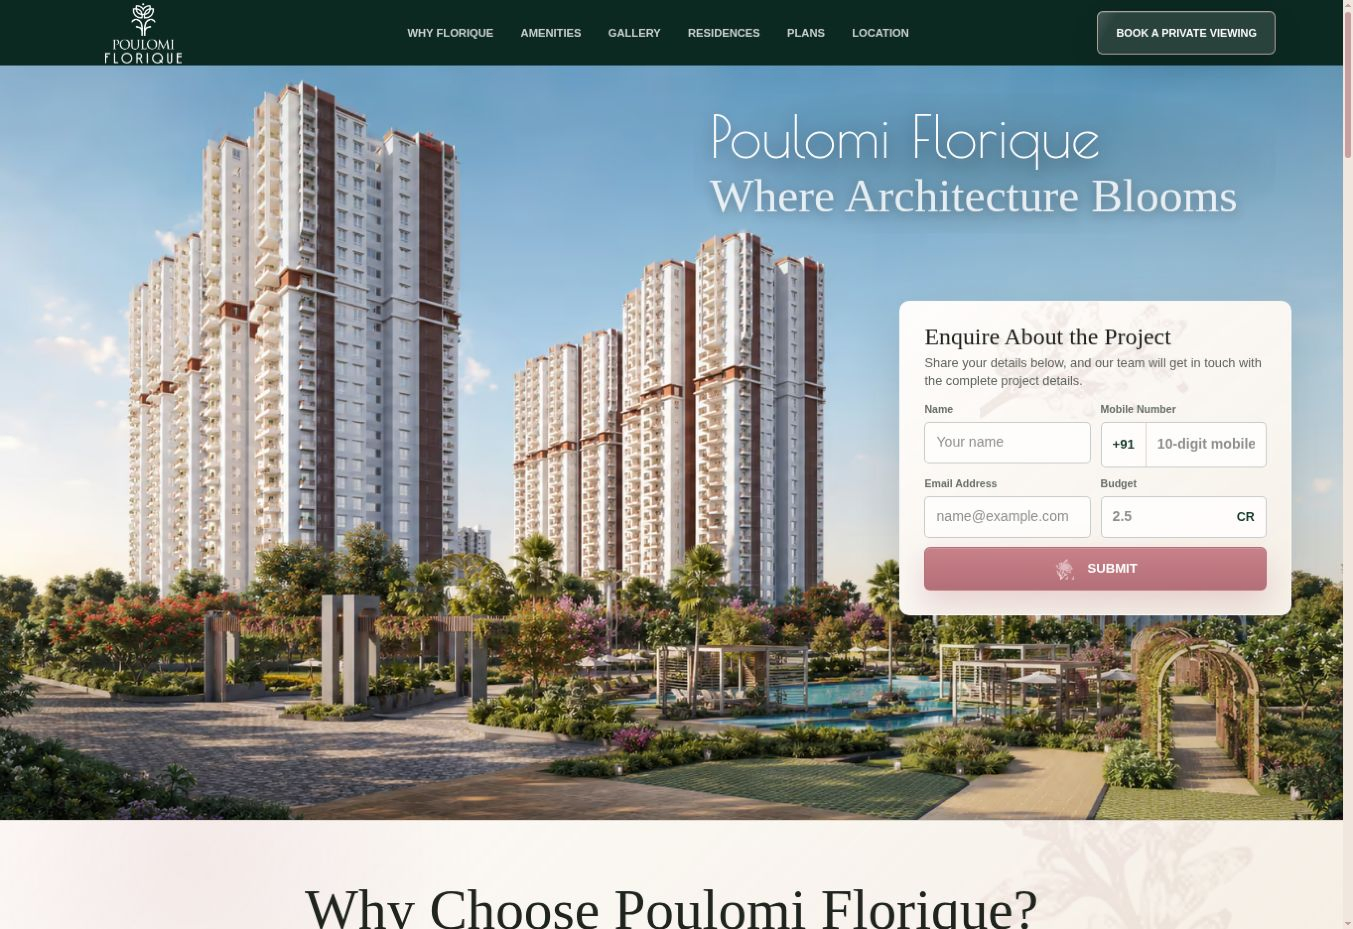 POULOMI
FLORIQUE
WHY FLORIQUE
AMENITIES
GALLERY
RESIDENCES
PLANS
LOCATION
BOOK A PRIVATE VIEWING
Poulomi Florique
Where Architecture Blooms
Enquire About the Project
Share your details below, and our team will get in touch with
the complete project details.
Name
Mobile Number
Your name
+91
10-digit mobile
Email Address
Budget
name@example.com
2.5
CR
SUBMIT
Why Choose Poulomi Florique?